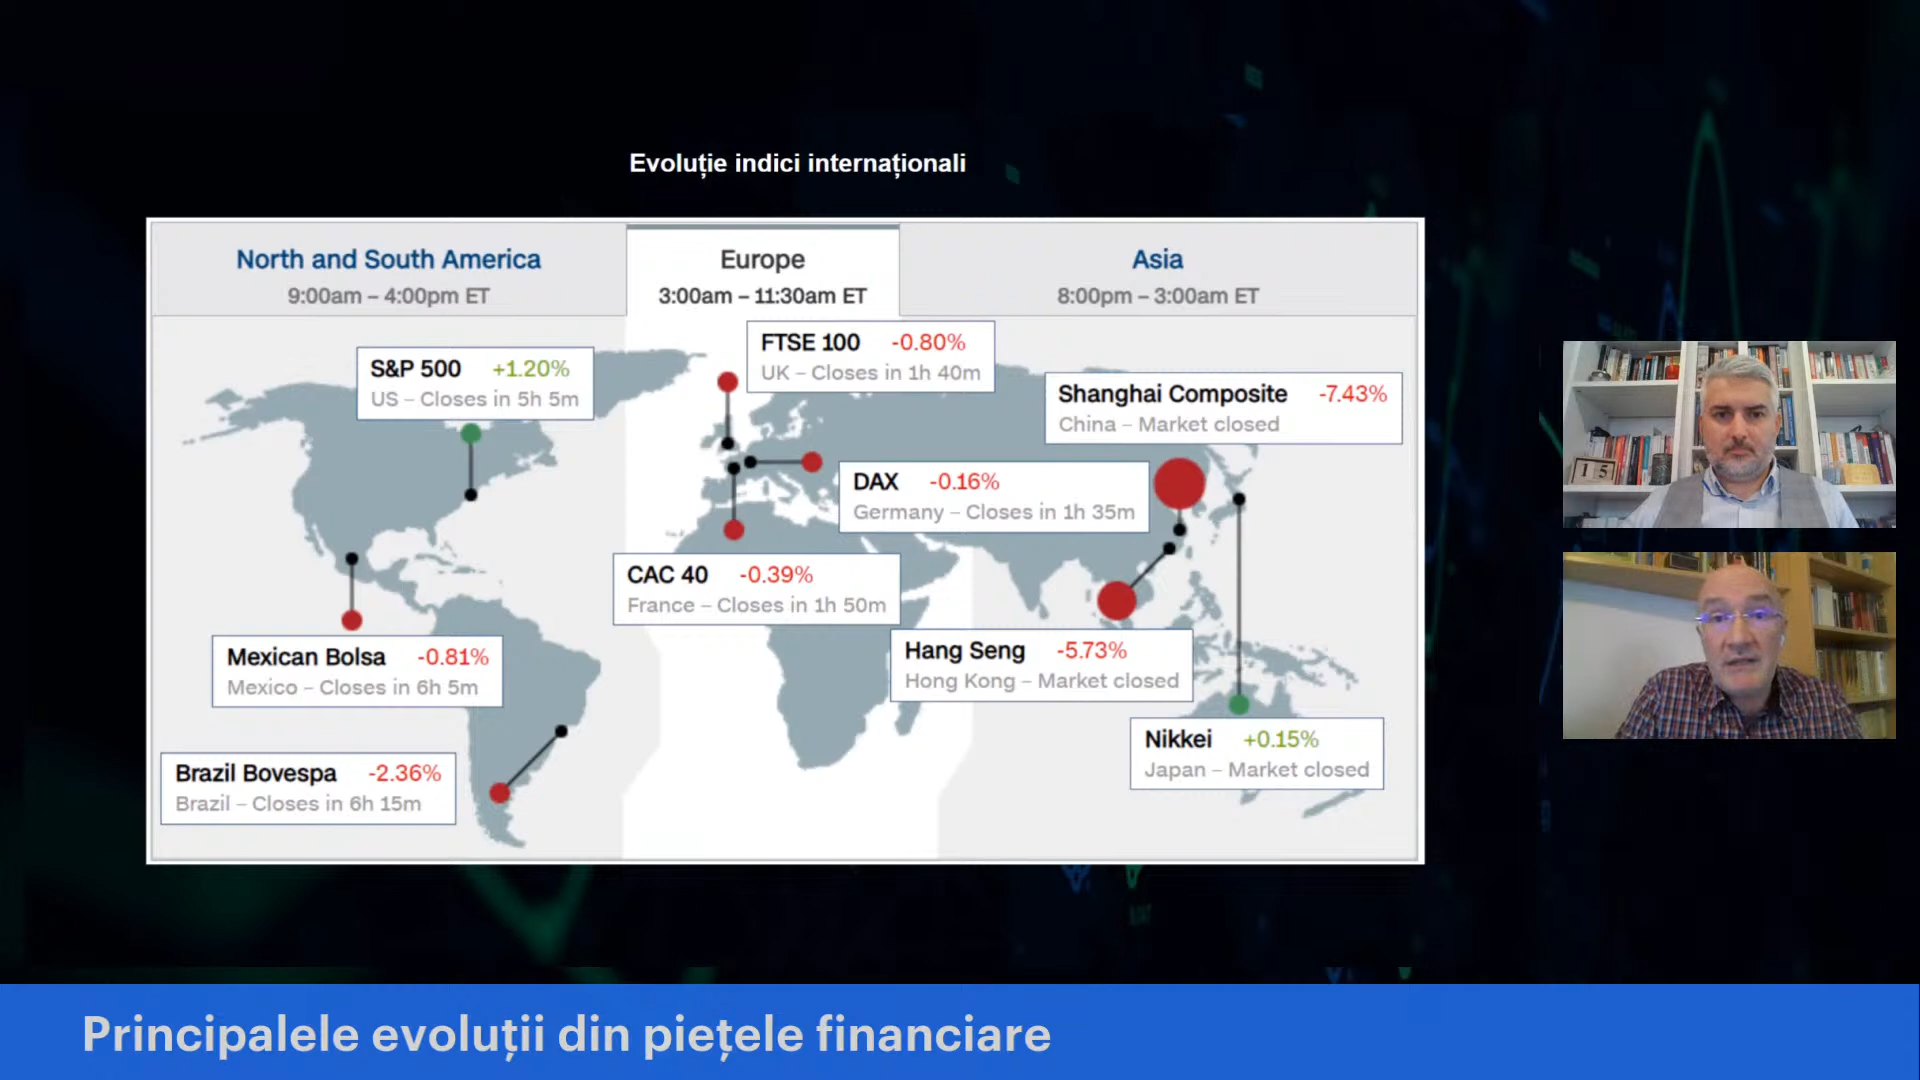 Evoluție indici internaționali
North and South America
9:00am – 4:00pm ET
Europe
3:00am – 11:30am ET
Asia
8:00pm – 3:00am ET
S&P 500 +1.20%
US – Closes in 5h 5m
FTSE 100 -0.80%
UK – Closes in 1h 40m
Shanghai Composite -7.43%
China – Market closed
DAX -0.16%
Germany – Closes in 1h 35m
CAC 40 -0.39%
France – Closes in 1h 50m
Mexican Bolsa -0.81%
Mexico – Closes in 6h 5m
Hang Seng -5.73%
Hong Kong – Market closed
Nikkei +0.15%
Japan – Market closed
Brazil Bovespa -2.36%
Brazil – Closes in 6h 15m
15
Principalele evoluții din piețele financiare